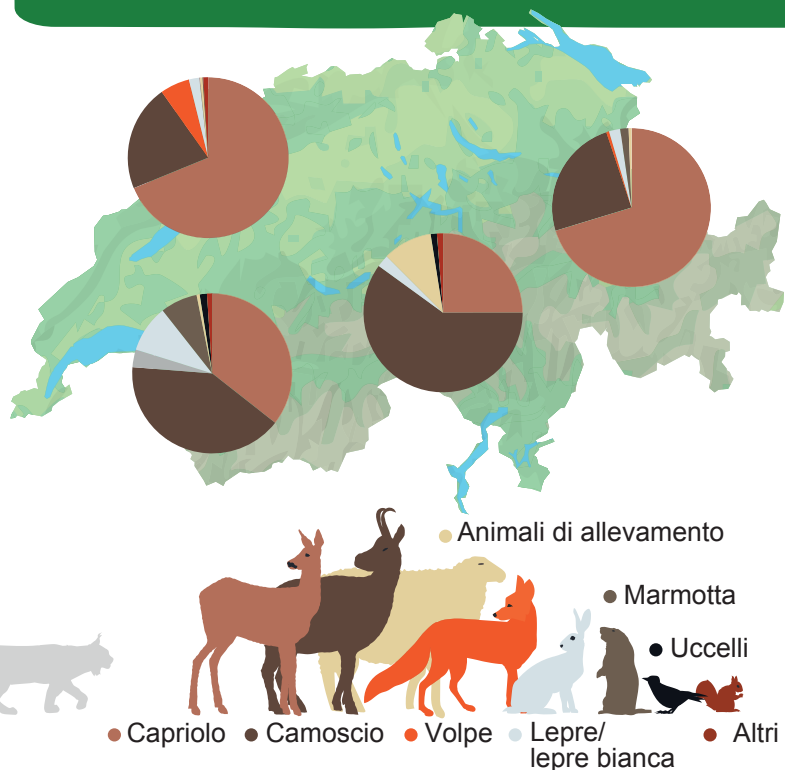 Animali di allevamento
Marmotta
Uccelli
Capriolo
Camoscio
Volpe
Lepre/
lepre bianca
Altri